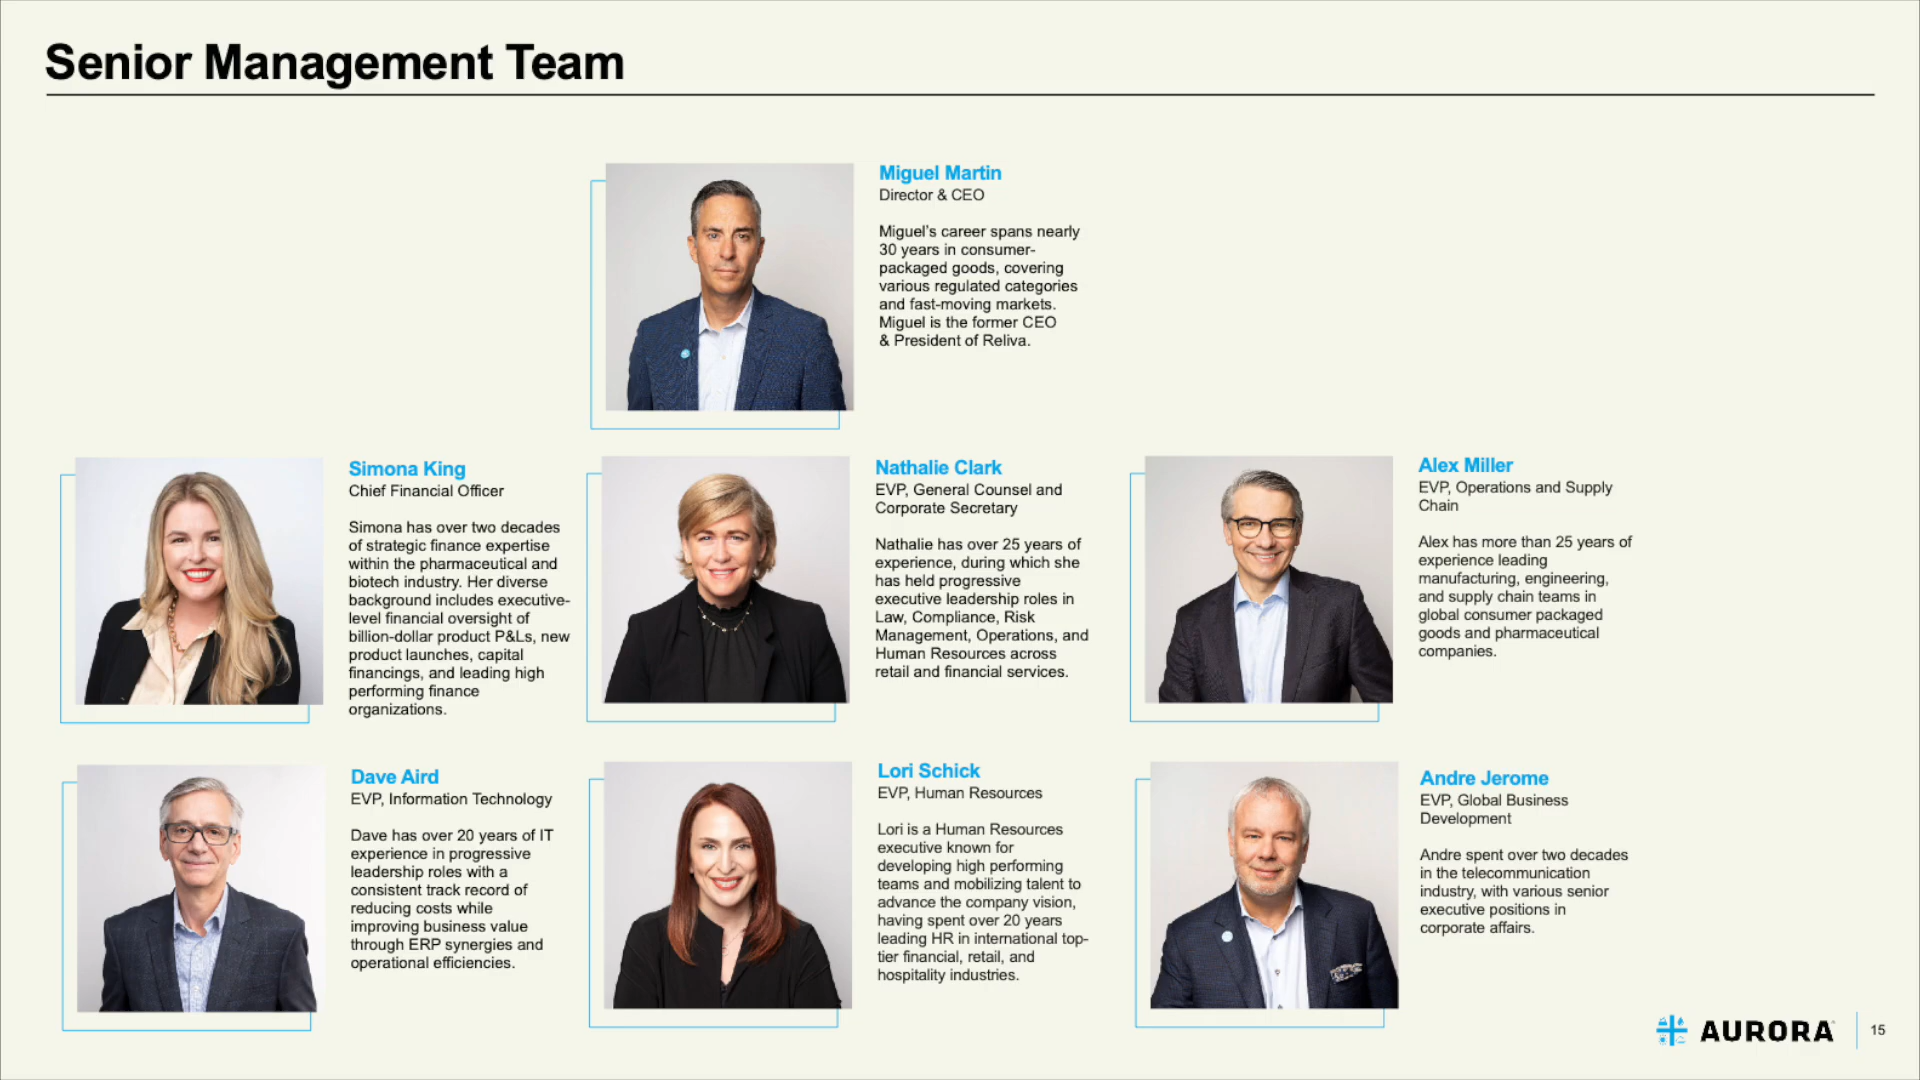 Senior Management Team
Miguel Martin
Director & CEO
Miguel’s career spans nearly
30 years in consumer-
packaged goods, covering
various regulated categories
and fast-moving markets.
Miguel is the former CEO
& President of Reliva.
Simona King
Chief Financial Officer
Simona has over two decades
of strategic finance expertise
within the pharmaceutical and
biotech industry. Her diverse
background includes executive-
level financial oversight of
billion-dollar product P&Ls, new
product launches, capital
financings, and leading high
performing finance
organizations.
Nathalie Clark
EVP, General Counsel and
Corporate Secretary
Nathalie has over 25 years of
experience, during which she
has held progressive
executive leadership roles in
Law, Compliance, Risk
Management, Operations, and
Human Resources across
retail and financial services.
Alex Miller
EVP, Operations and Supply
Chain
Alex has more than 25 years of
experience leading
manufacturing, engineering,
and supply chain teams in
global consumer packaged
goods and pharmaceutical
companies.
Dave Aird
EVP, Information Technology
Dave has over 20 years of IT
experience in progressive
leadership roles with a
consistent track record of
reducing costs while
improving business value
through ERP synergies and
operational efficiencies.
Lori Schick
EVP, Human Resources
Lori is a Human Resources
executive known for
developing high performing
teams and mobilizing talent to
advance the company vision,
having spent over 20 years
leading HR in international top-
tier financial, retail, and
hospitality industries.
Andre Jerome
EVP, Global Business
Development
Andre spent over two decades
in the telecommunication
industry, with various senior
executive positions in
corporate affairs.
AURORA
15